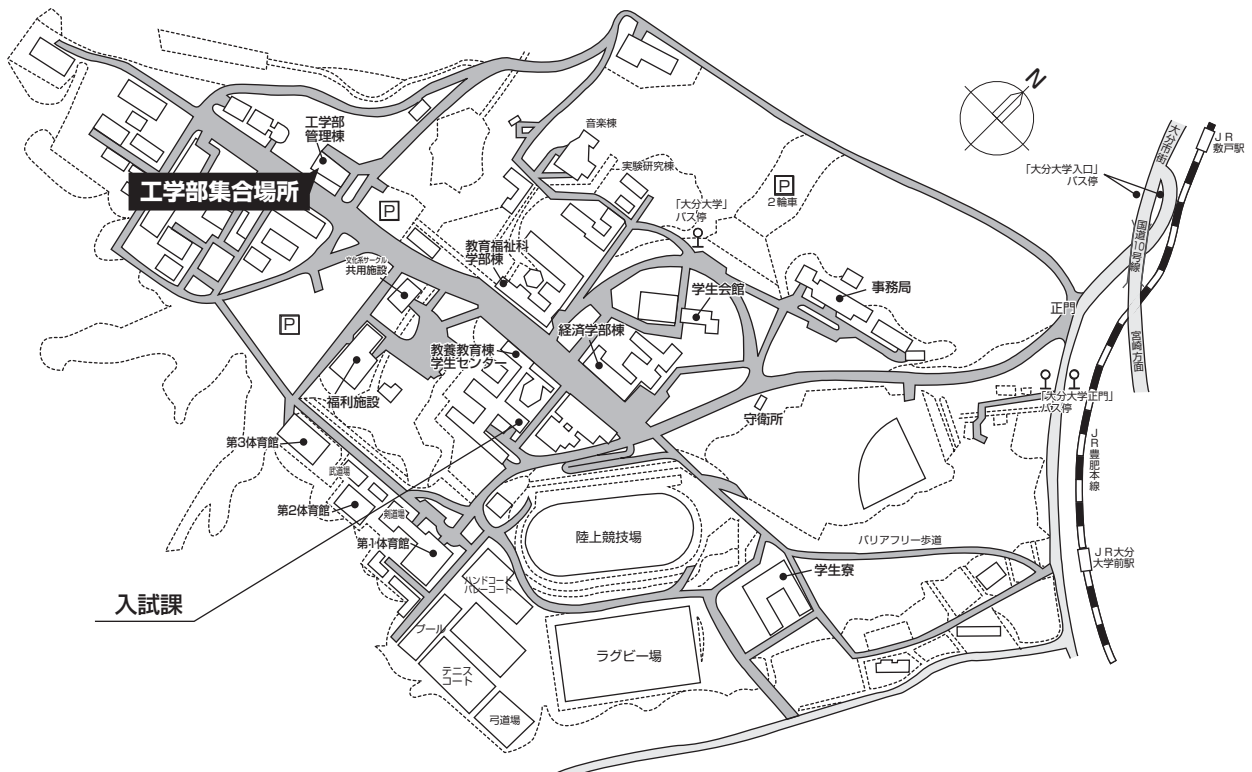 N
JR
敷戸駅
大分市街
「大分大学入口」
バス停
国道10号線
宮崎方面
正門
「大分大学正門」
バス停
JR豊肥本線
JR大分
大学前駅
工学部
管理棟
工学部集合場所
P
音楽棟
実験研究棟
P
2輪車
「大分大学」
バス停
教育福祉科
学部棟
文化系サークル
共用施設
学生会館
事務局
P
経済学部棟
教養教育棟
学生センター
福利施設
守衛所
第3体育館
武道場
第2体育館
剣道場
第1体育館
陸上競技場
バリアフリー歩道
学生寮
入試課
ハンドコート
バレーコート
プール
ラグビー場
テニス
コート
弓道場